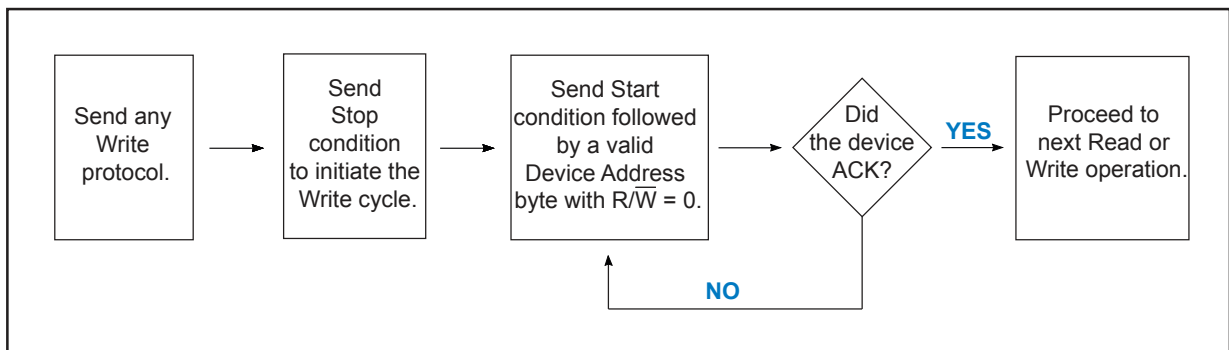 Send any
Write
protocol.
Send
Stop
condition
to initiate the
Write cycle.
Send Start
condition followed
by a valid
Device Address
byte with R/W̅ = 0.
Did
the device
ACK?
YES
Proceed to
next Read or
Write operation.
NO